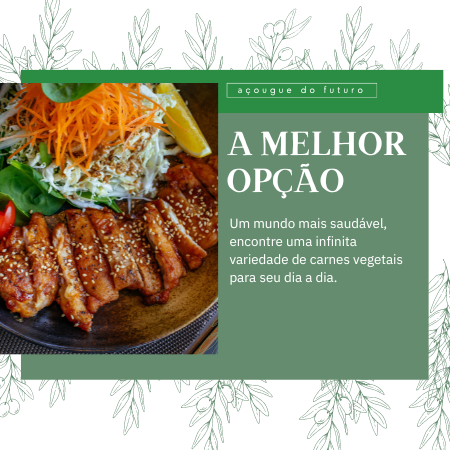 açougue do futuro
A MELHOR
OPÇÃO
Um mundo mais saudável,
encontre uma infinita
variedade de carnes vegetais
para seu dia a dia.